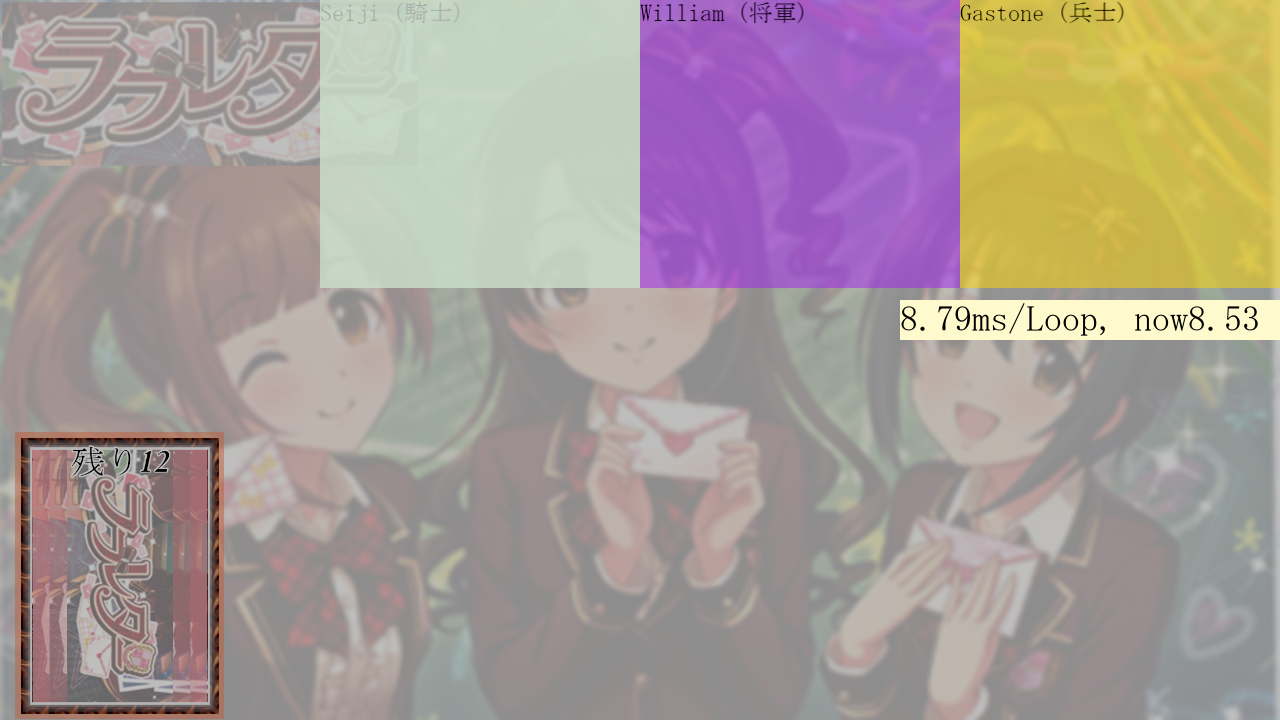 ラブレター
Seiji (騎士)
William (将軍)
Gastone (兵士)
8.79ms/Loop, now8.53
残り12
ラブレター